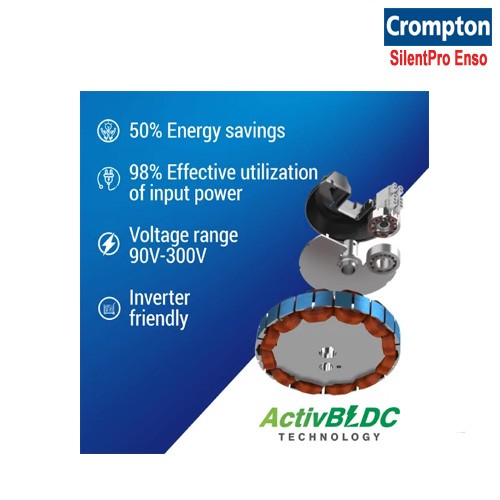 Crompton
SilentPro Enso
50% Energy savings
98% Effective utilization
of input power
Voltage range
90V-300V
Inverter
friendly
ActivBLDC
TECHNOLOGY